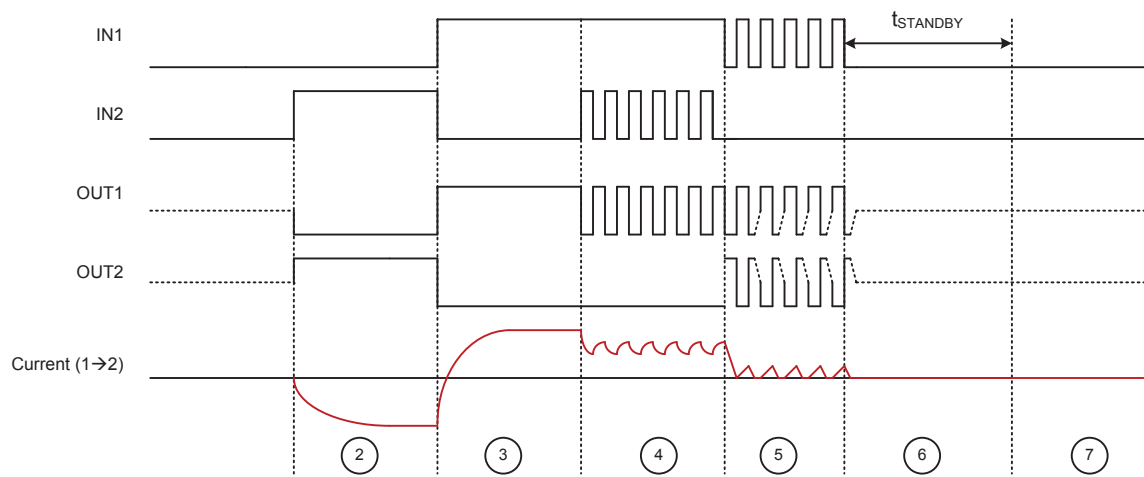 IN1
tSTANDBY
IN2
OUT1
OUT2
Current (1→2)
2
3
4
5
6
7